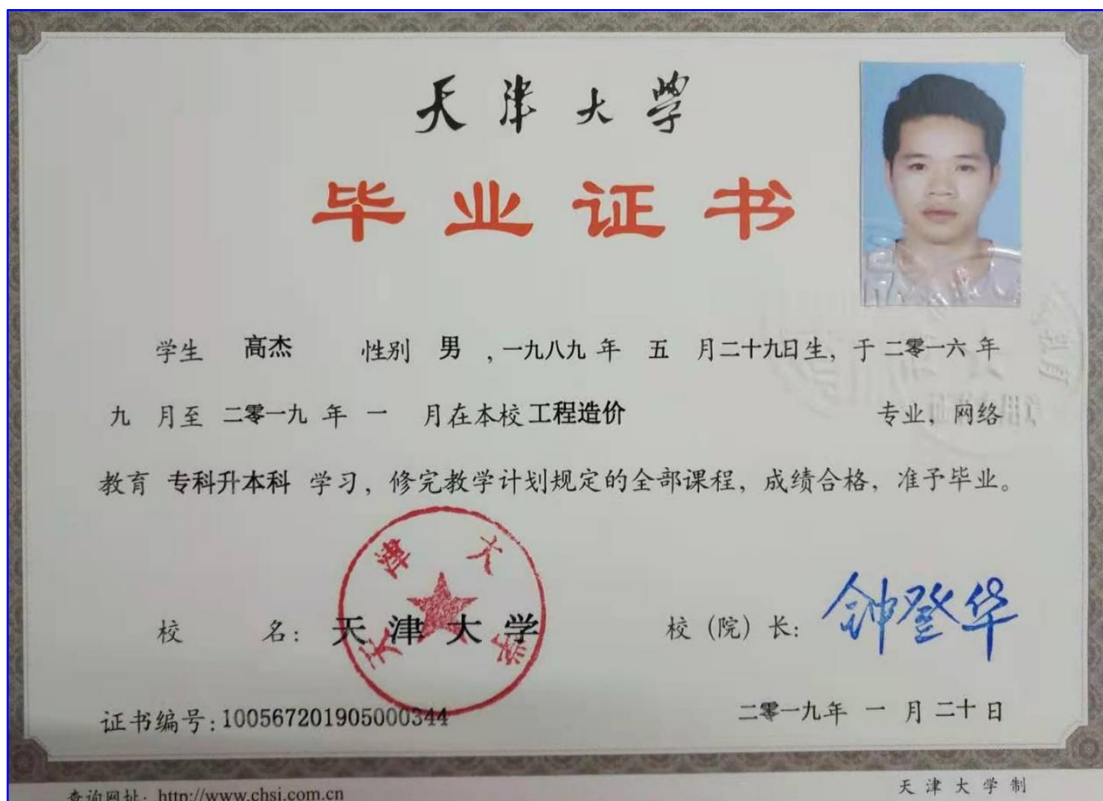 天津大學
毕业证书
学生 高杰 性别 男 ,一九八九 年 五 月二十九日生, 于 二零一六 年
九 月至 二零一九 年 一 月在本校 工程造价 专业, 网络
教育 专科升本科 学习, 修完教学计划规定的全部课程, 成绩合格, 准予毕业。
天津大学
校 名: 天津大学
校 (院) 长: 钟登华
证书编号:100567201905000344
二零一九年 一 月 二十 日
查询网址: http://www.chsi.com.cn
天津大学制